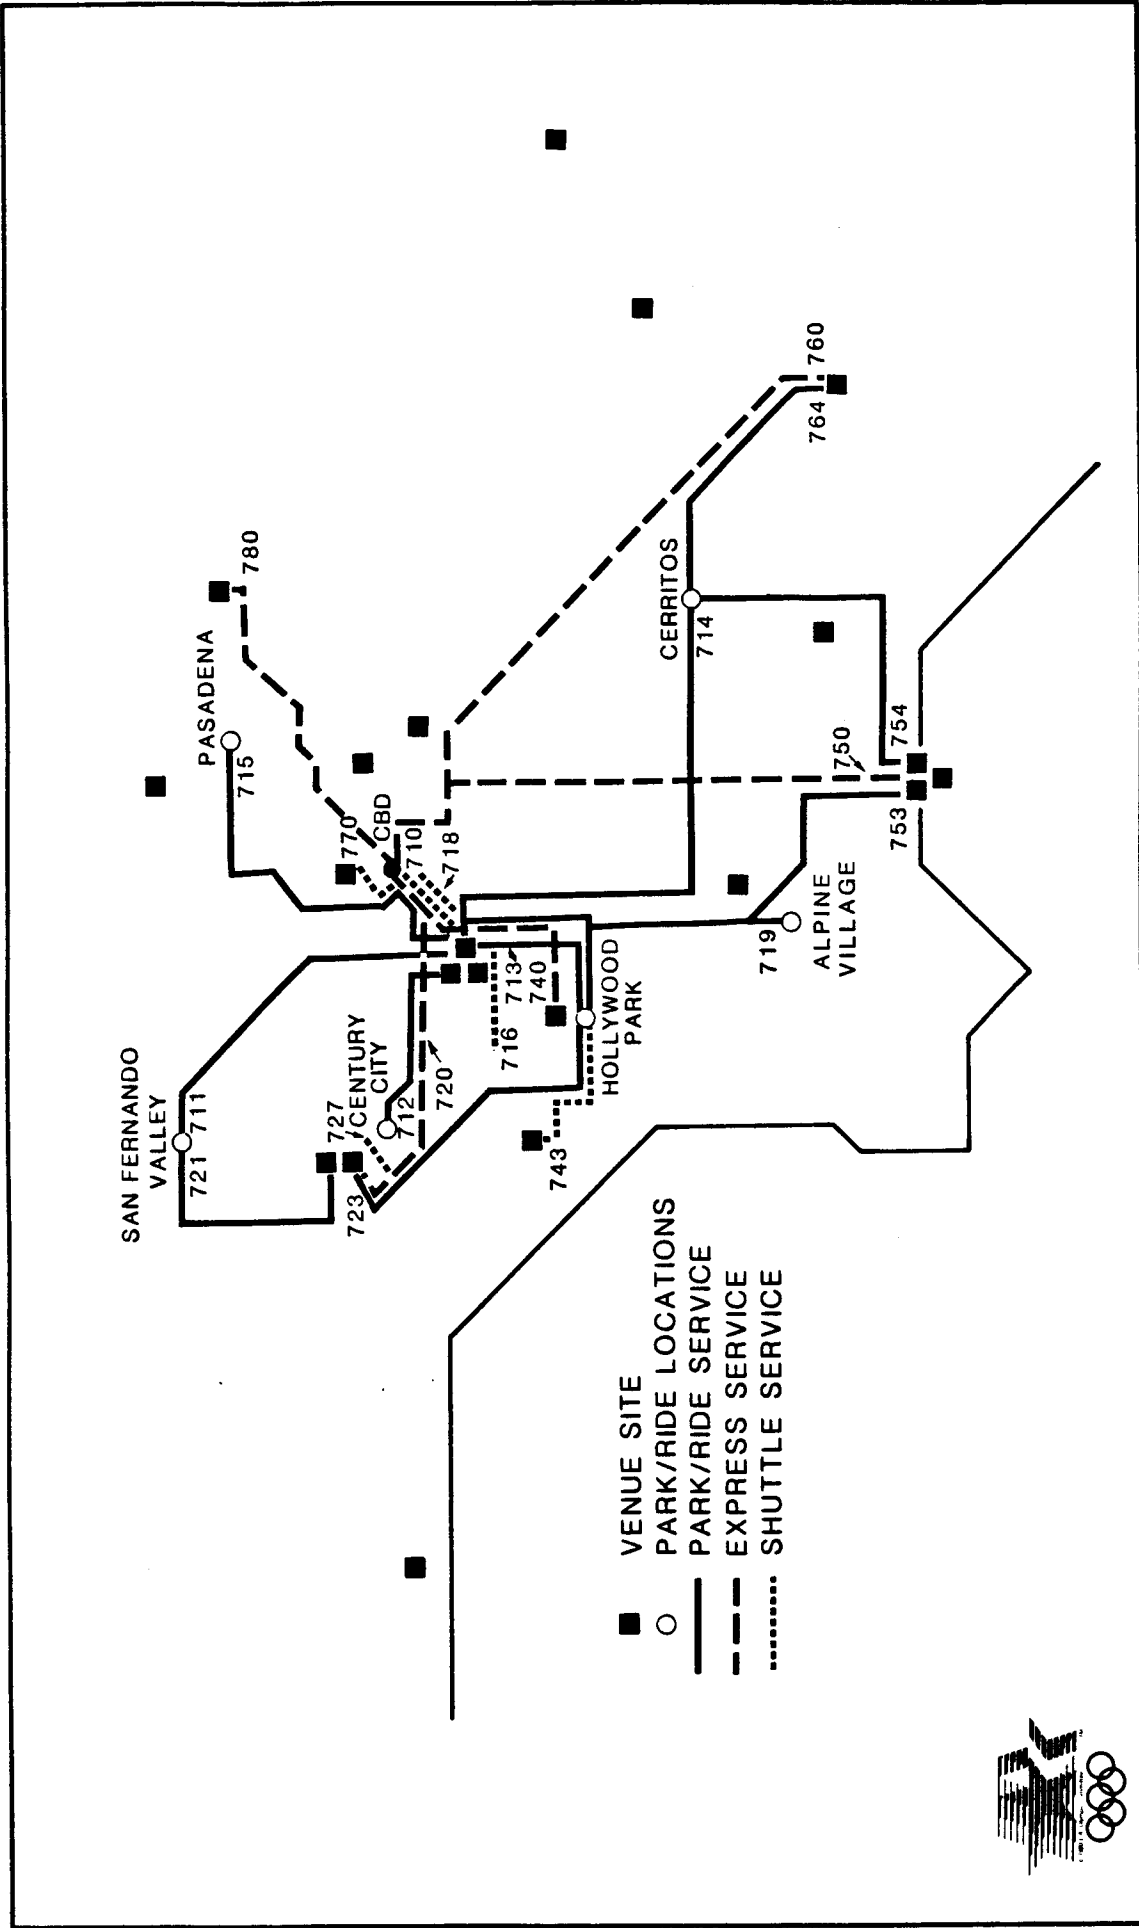 SAN FERNANDO
VALLEY
721
711
727
CENTURY
CITY
723
712
720
PASADENA
715
780
770
CBD
710
718
716
713
740
743
HOLLYWOOD
PARK
CERRITOS
714
764
760
719
ALPINE
VILLAGE
753
750
754
VENUE SITE
PARK/RIDE LOCATIONS
PARK/RIDE SERVICE
EXPRESS SERVICE
SHUTTLE SERVICE